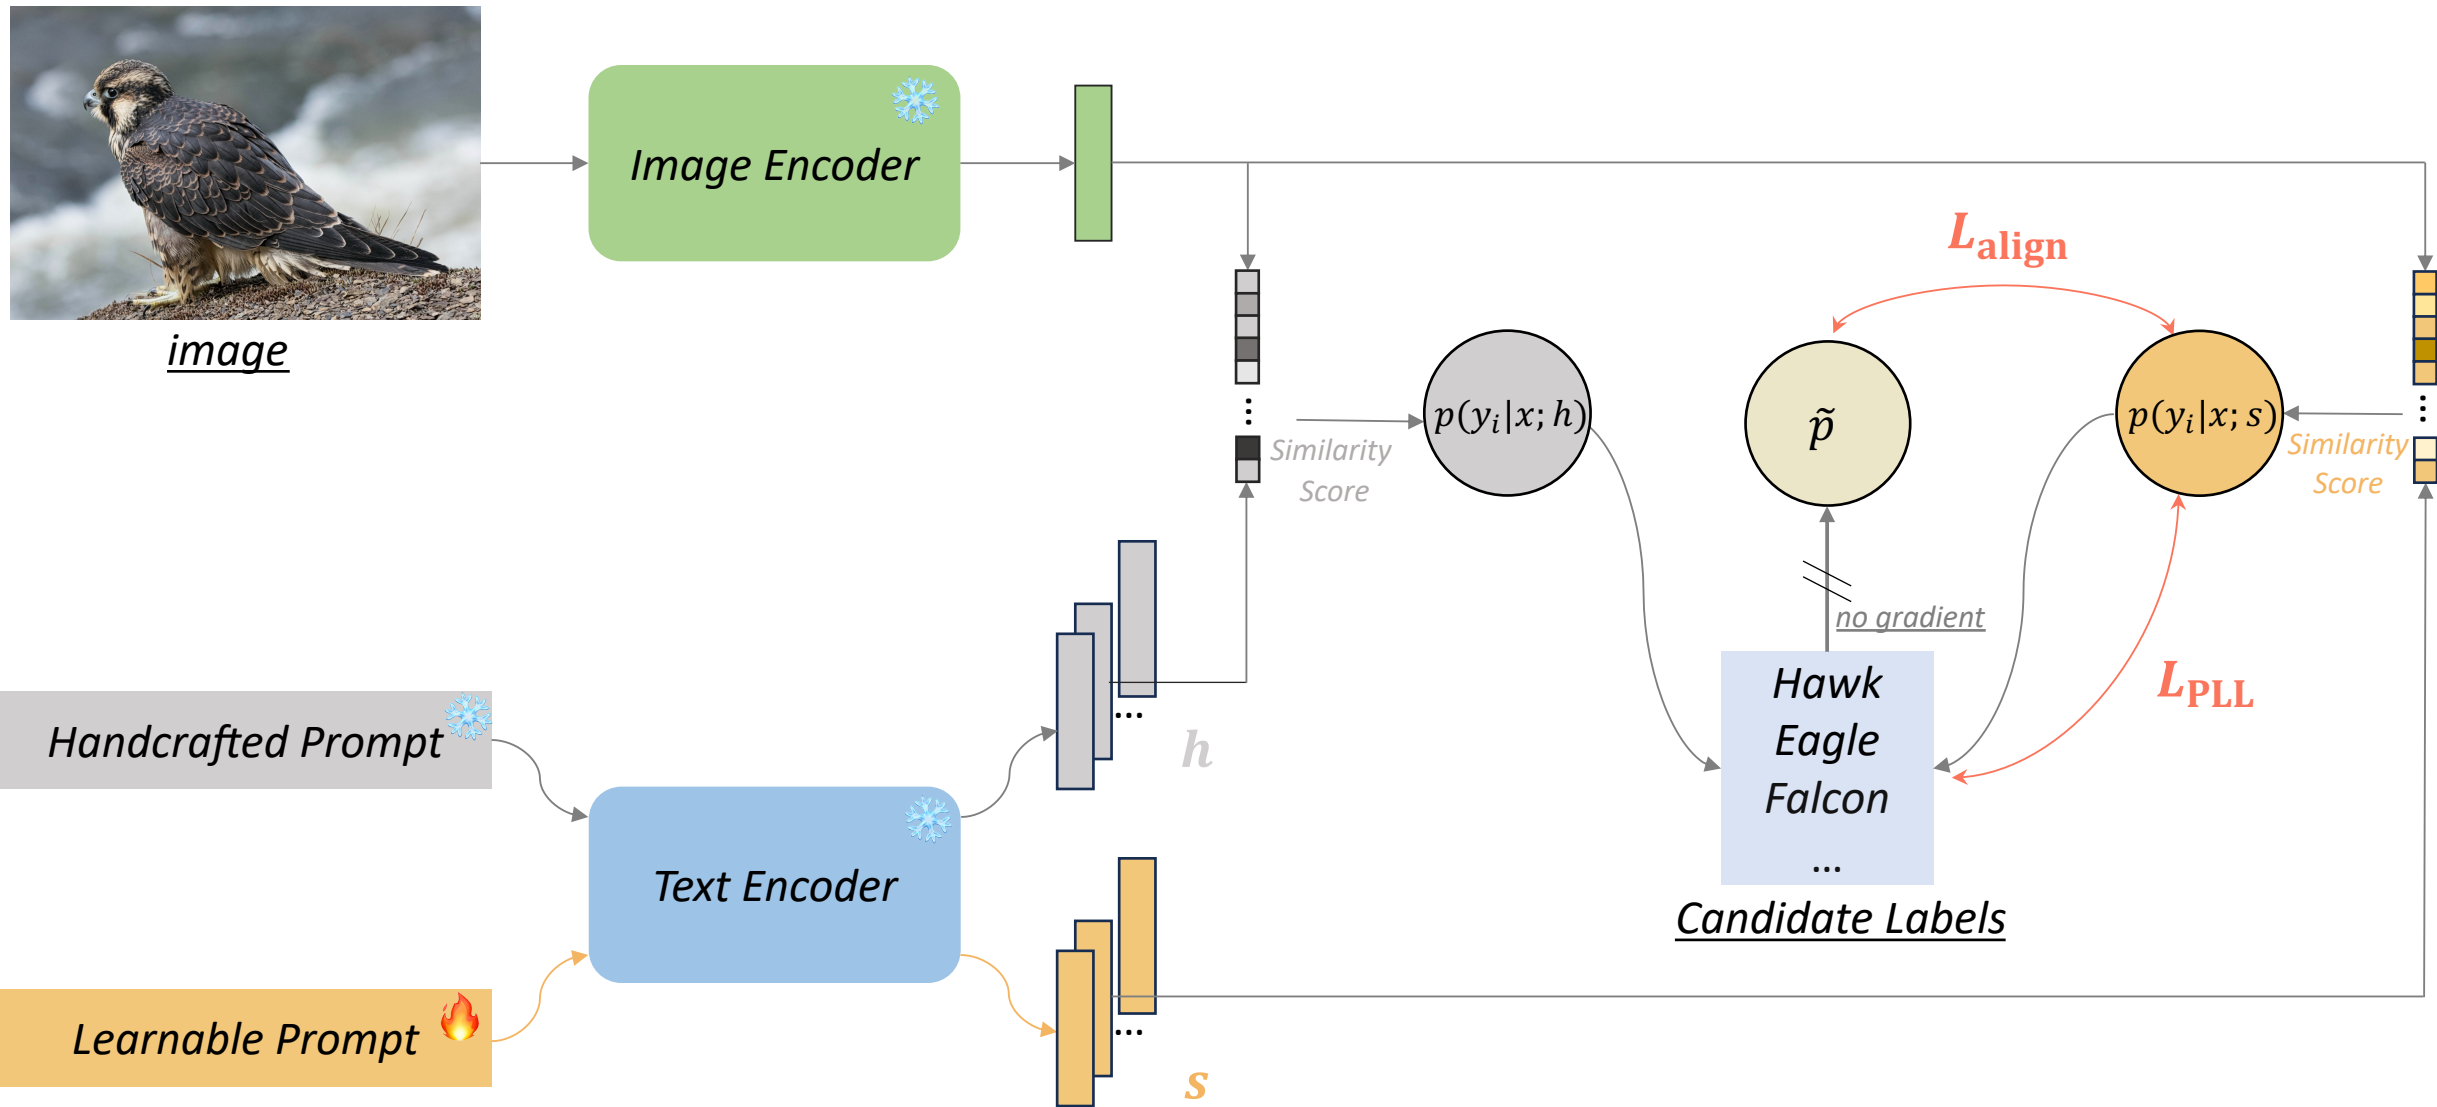 image
Image Encoder
L_align
p(y_i|x; h)
p̃
p(y_i|x; s)
Similarity
Score
Similarity
Score
...
no gradient
Hawk
Eagle
Falcon
...
Candidate Labels
L_PLL
Handcrafted Prompt
Text Encoder
Learnable Prompt
...
h
...
s